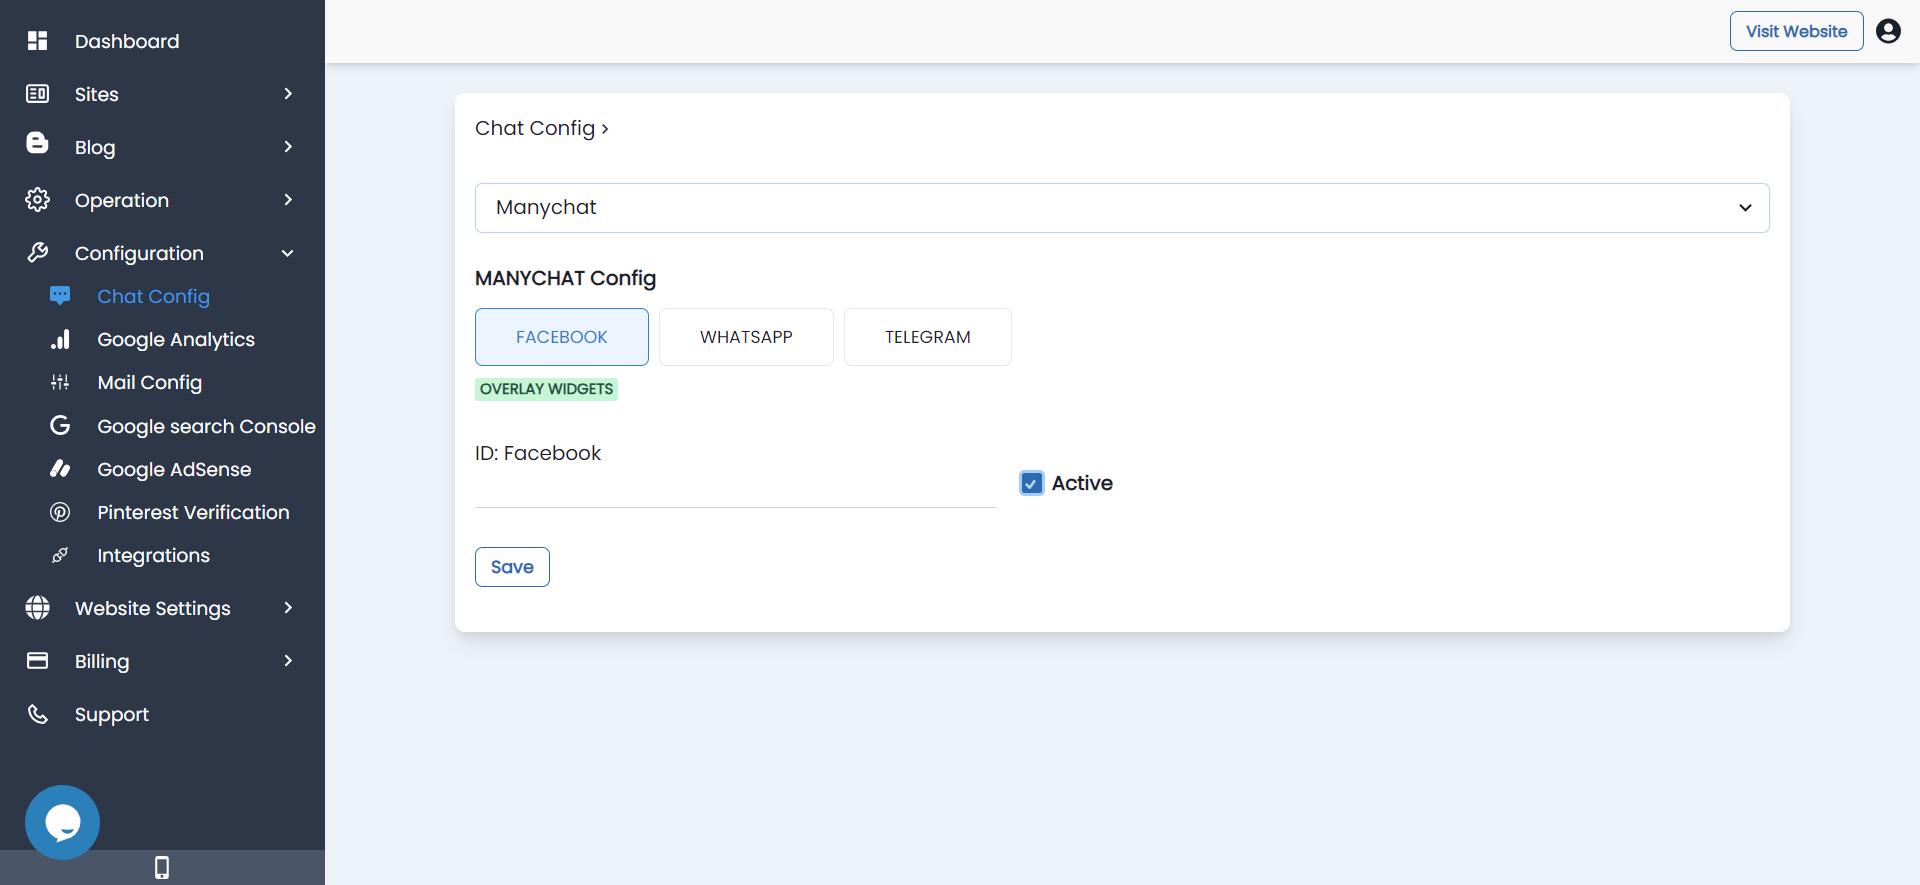 Dashboard
Sites
Blog
Operation
Configuration
Chat Config
Google Analytics
Mail Config
Google search Console
Google AdSense
Pinterest Verification
Integrations
Website Settings
Billing
Support
Visit Website
Chat Config ›
Manychat
MANYCHAT Config
FACEBOOK WHATSAPP TELEGRAM
OVERLAY WIDGETS
ID: Facebook
Active
Save